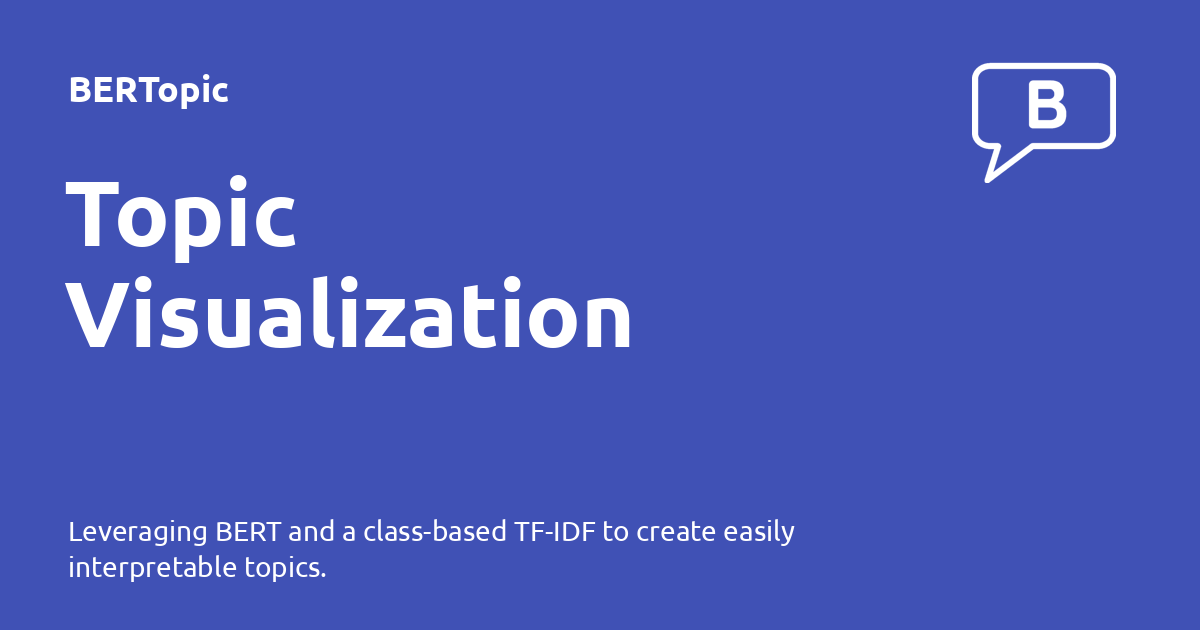 BERTopic
B
Topic
Visualization
Leveraging BERT and a class-based TF-IDF to create easily
interpretable topics.